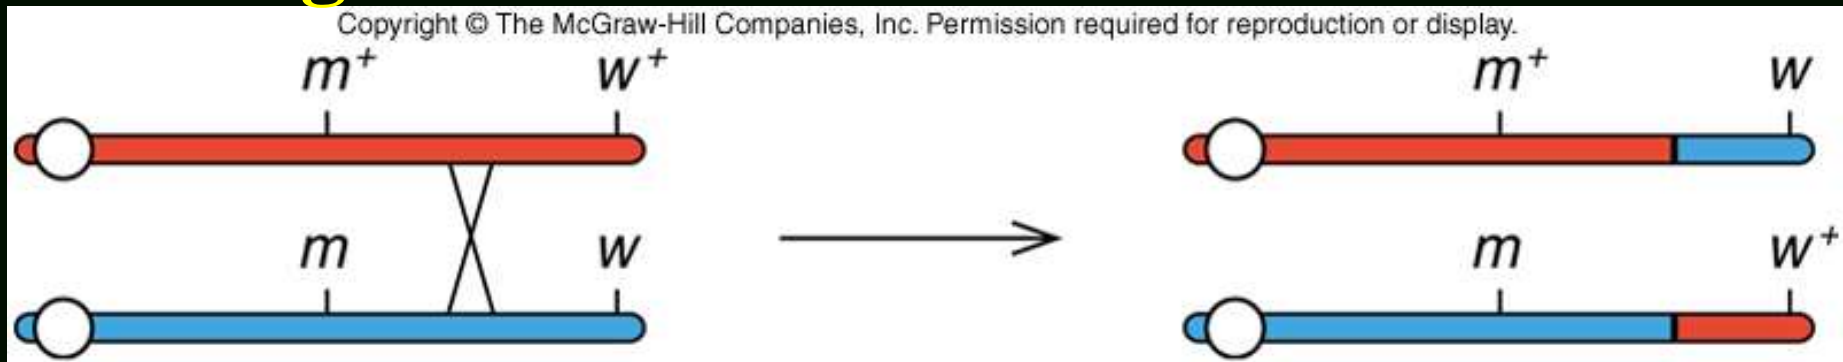 Copyright © The McGraw-Hill Companies, Inc. Permission required for reproduction or display.
m+ w+ m+ w
m w m w+